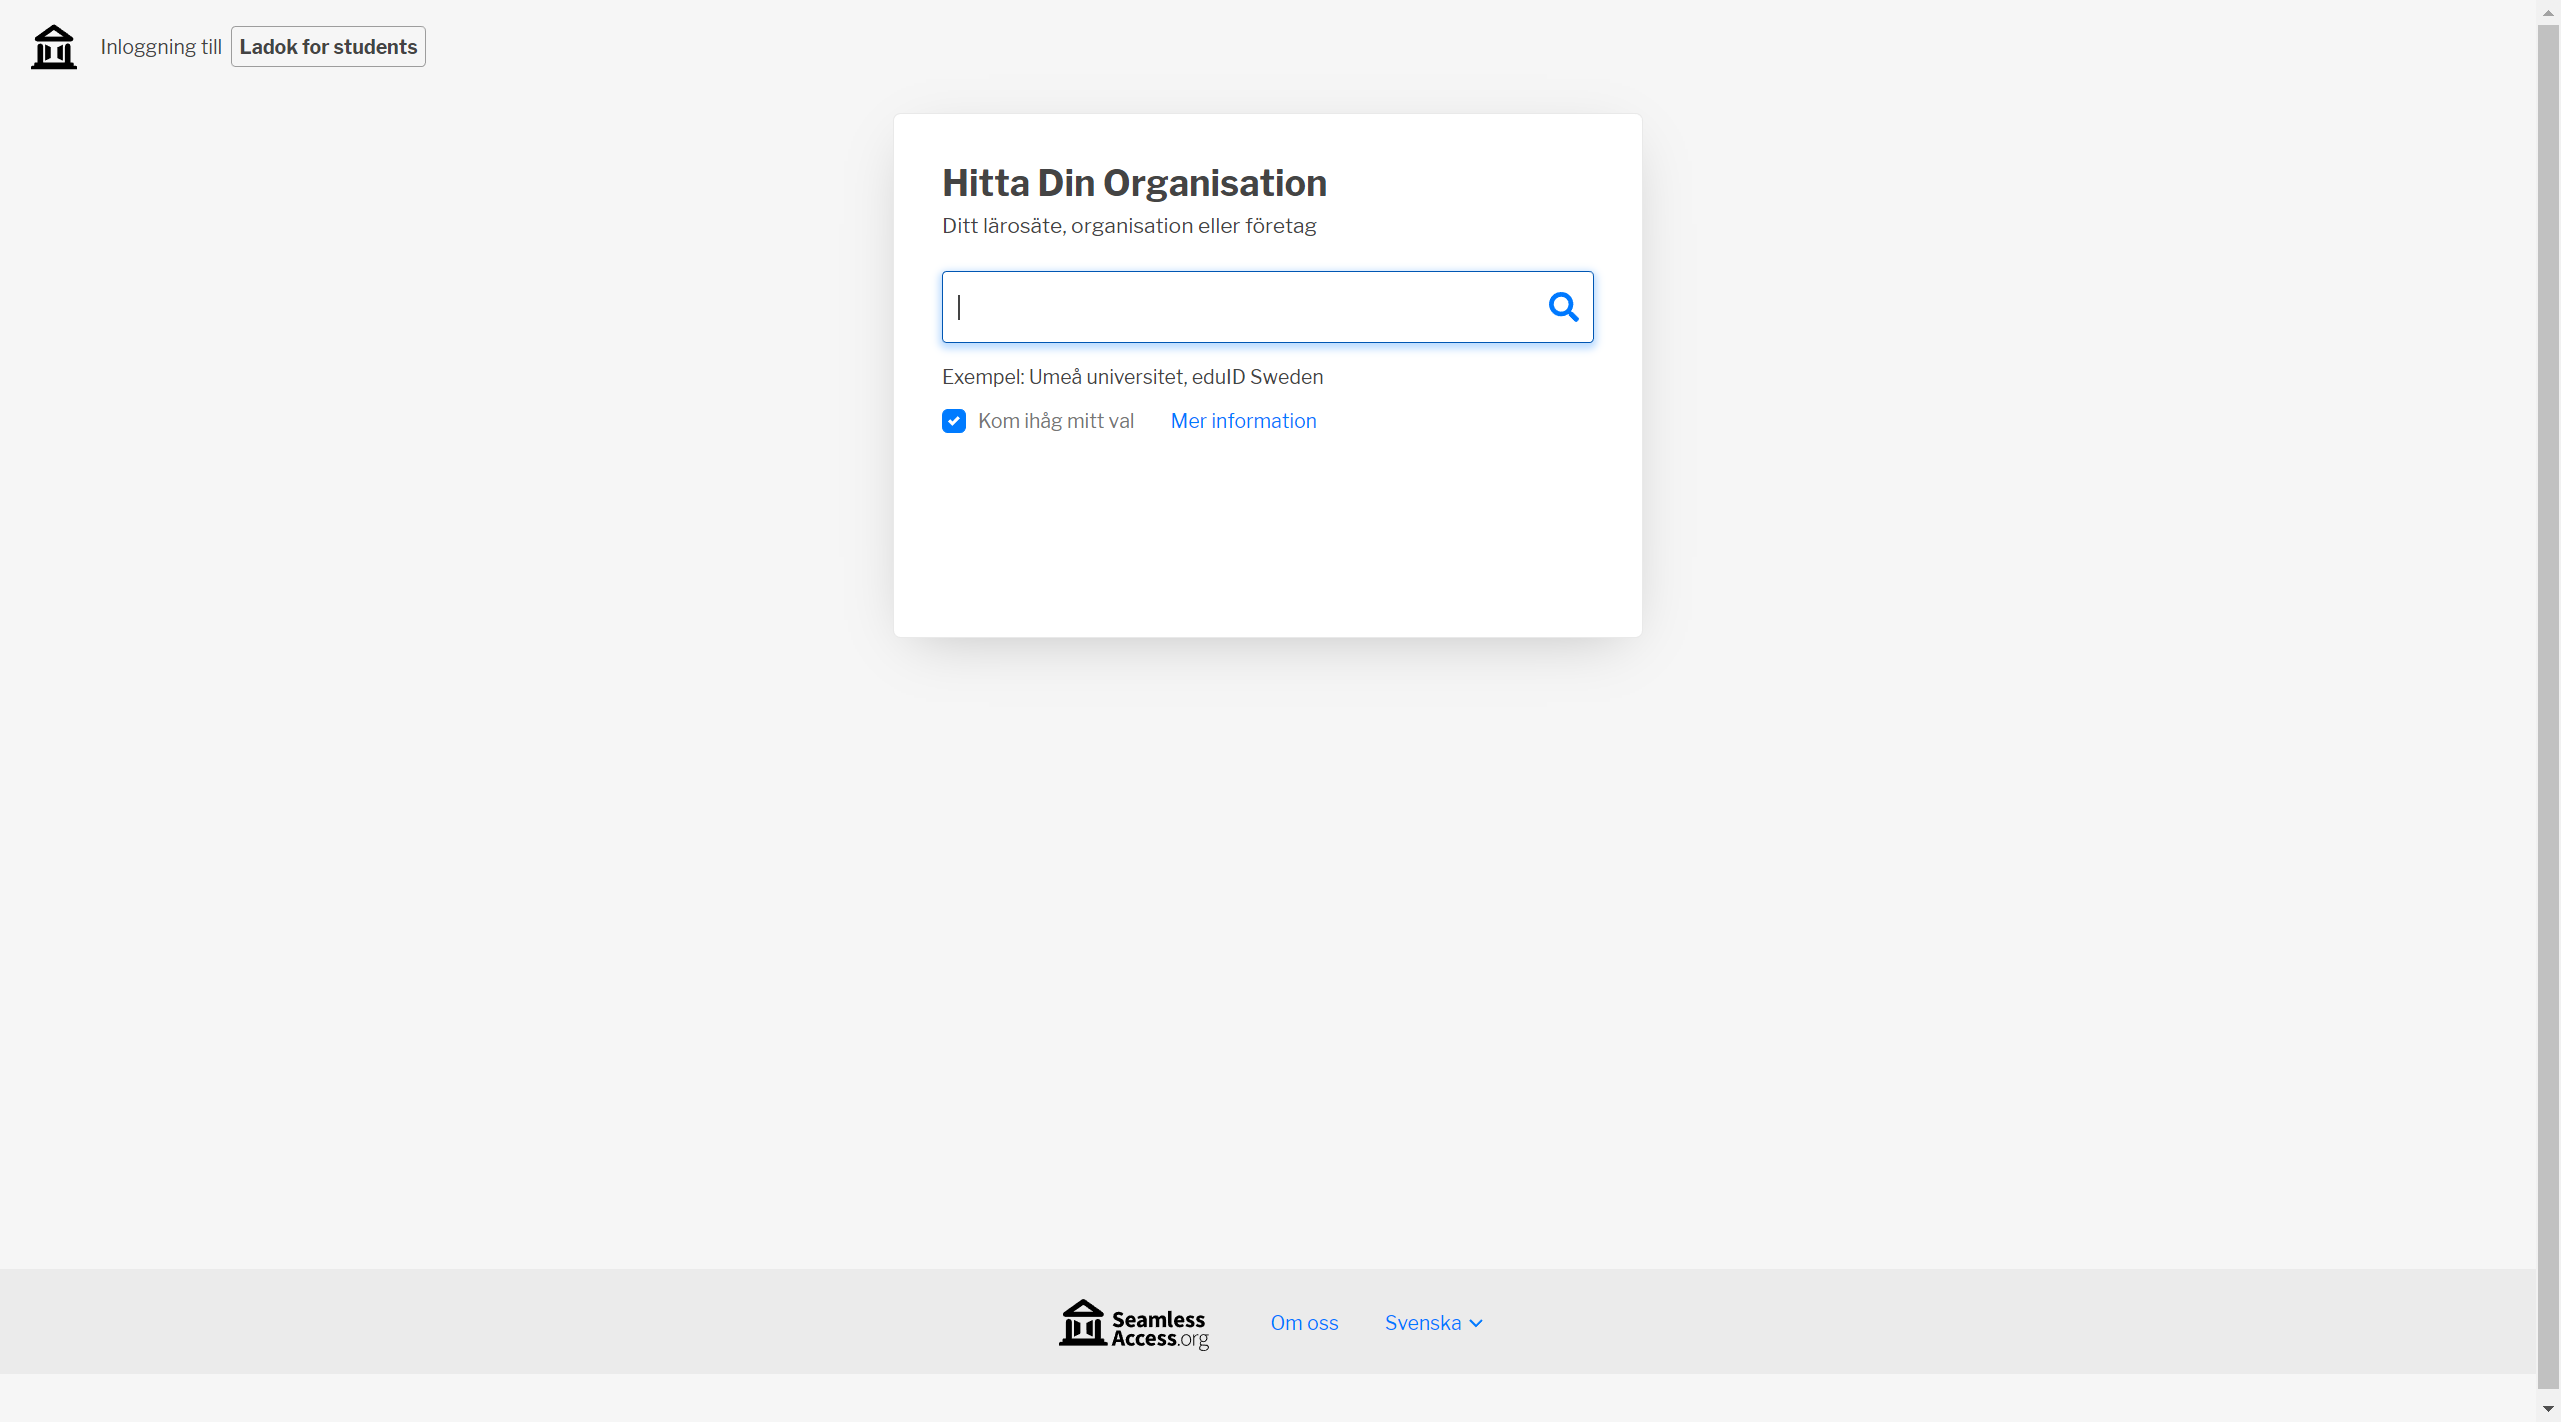 Inloggning till Ladok for students
Hitta Din Organisation
Ditt lärosäte, organisation eller företag
Exempel: Umeå universitet, eduID Sweden
Kom ihåg mitt val Mer information
Seamless
Access.org
Om oss Svenska